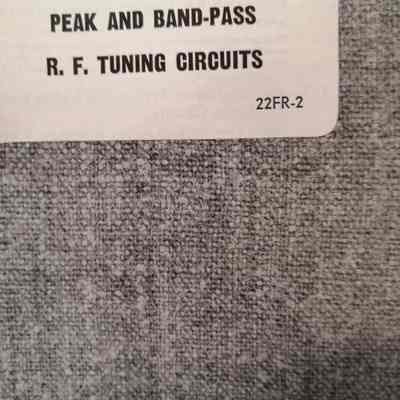 PEAK AND BAND-PASS
R. F. TUNING CIRCUITS
22FR-2